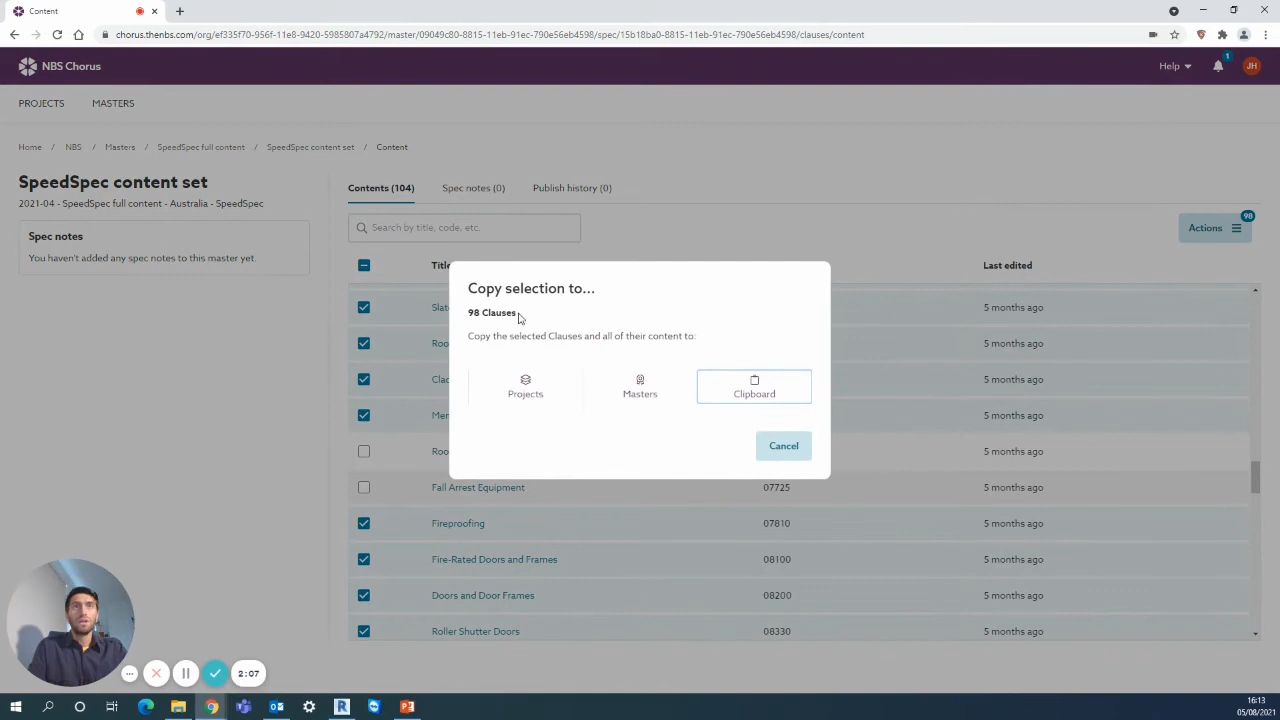 Content
chorus.thenbs.com/org/ef335f70-956f-11e8-9420-5985807a4792/master/09049c80-8815-11eb-91ec-790e56eb4598/spec/15b18ba0-8815-11eb-91ec-790e56eb4598/clauses/content
NBS Chorus
Help
1
JH
PROJECTS
MASTERS
Home
NBS
Masters
SpeedSpec full content
SpeedSpec content set
Content
SpeedSpec content set
2021-04 - SpeedSpec full content - Australia - SpeedSpec
Spec notes
You haven't added any spec notes to this master yet.
Contents (104)
Spec notes (0)
Publish history (0)
Search by title, code, etc.
98
Actions
Last edited
5 months ago
5 months ago
5 months ago
5 months ago
5 months ago
Fall Arrest Equipment 07725 5 months ago
Fireproofing 07810 5 months ago
Fire-Rated Doors and Frames 08100 5 months ago
Doors and Door Frames 08200 5 months ago
Roller Shutter Doors 08330 5 months ago
Copy selection to...
98 Clauses
Copy the selected Clauses and all of their content to:
Projects
Masters
Clipboard
Cancel
2:07
16:13
05/08/2021